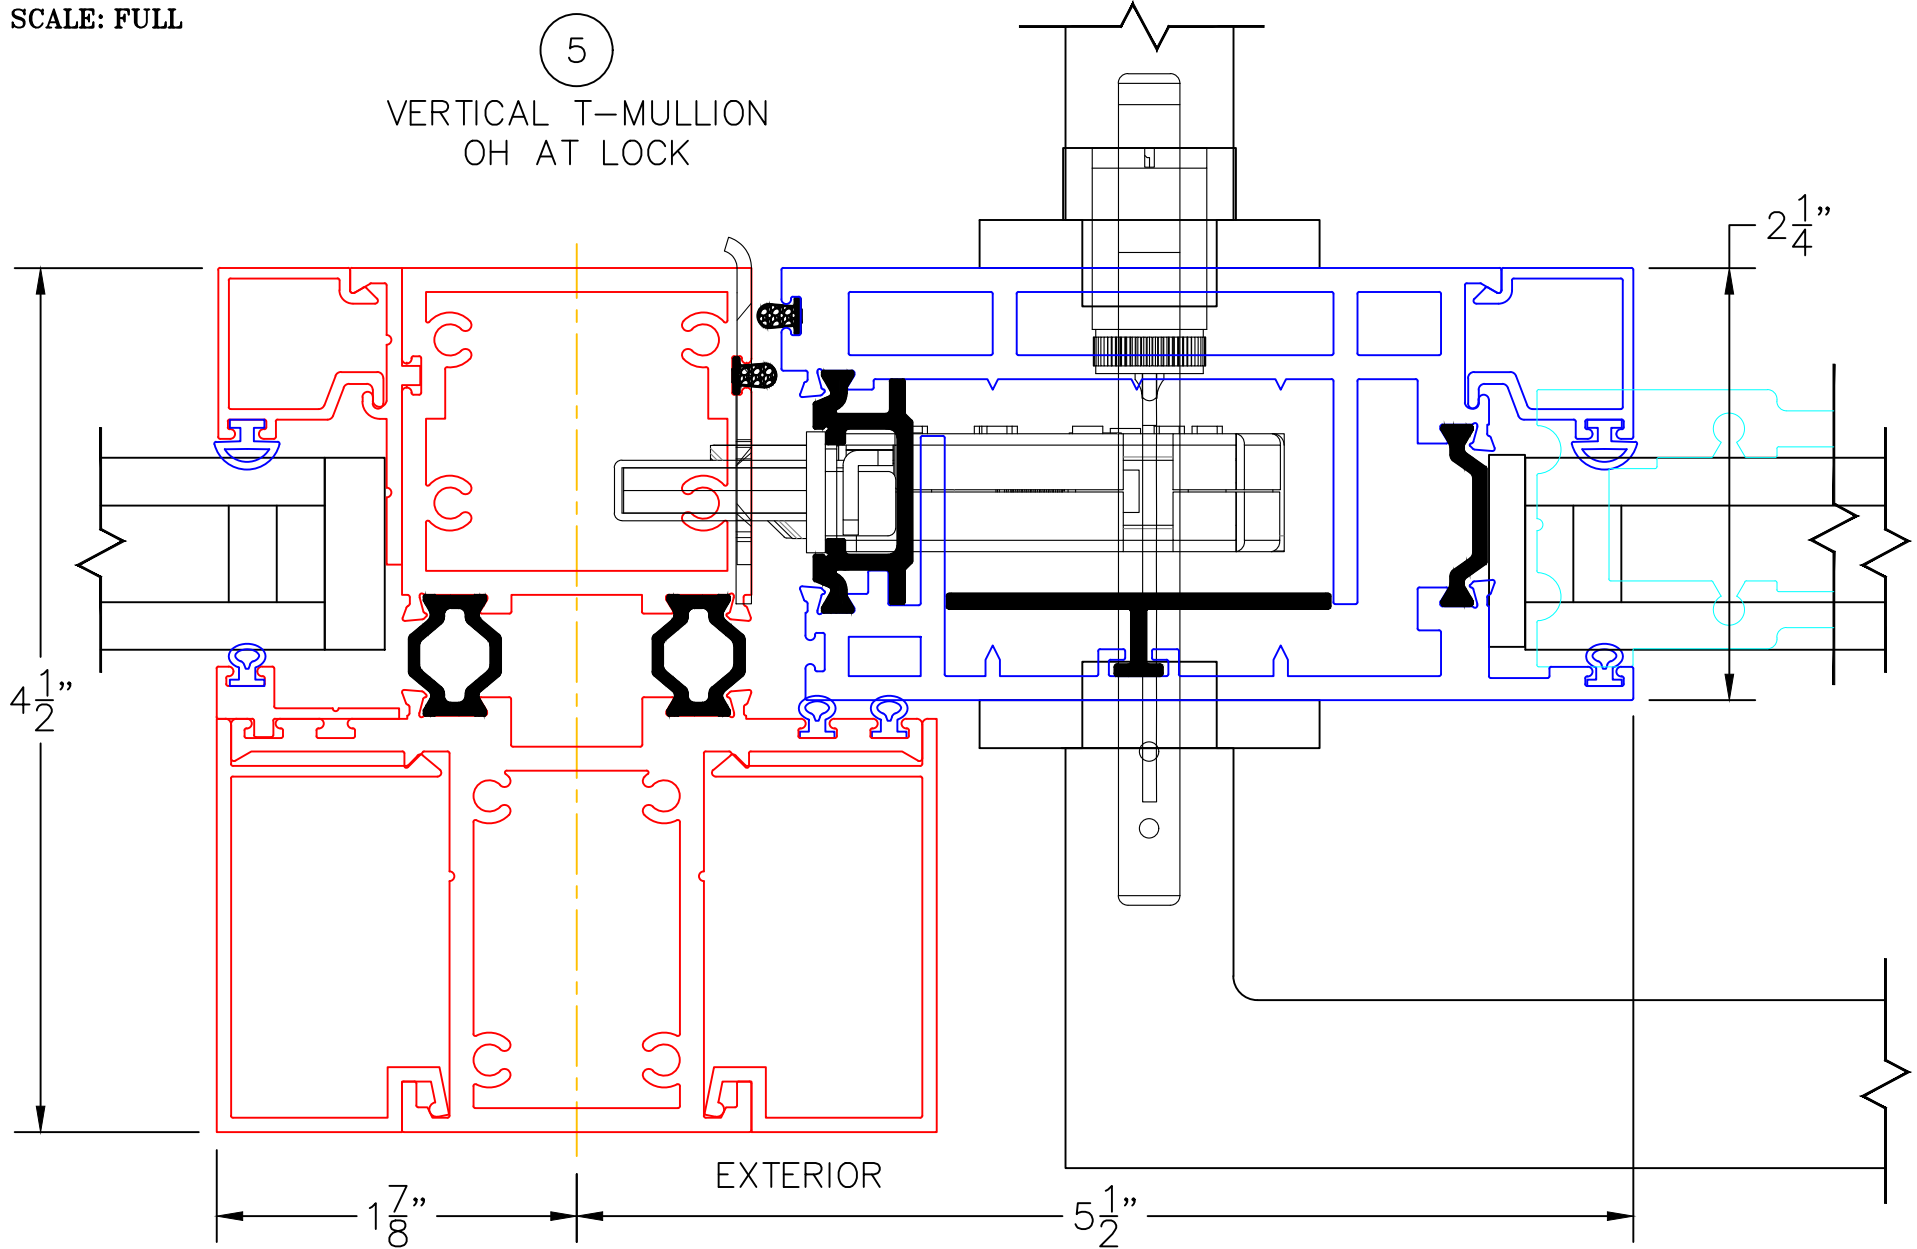 SCALE: FULL
5
VERTICAL T-MULLION
OH AT LOCK
2 1/4"
4 1/2"
EXTERIOR
1 7/8"
5 1/2"